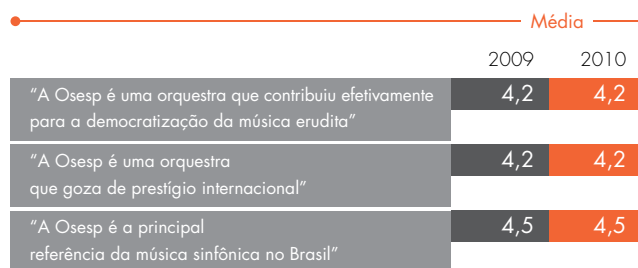 Média
2009 2010
“A Osesp é uma orquestra que contribuiu efetivamente 4,2 4,2
para a democratização da música erudita”
“A Osesp é uma orquestra 4,2 4,2
que goza de prestígio internacional”
“A Osesp é a principal 4,5 4,5
referência da música sinfônica no Brasil”